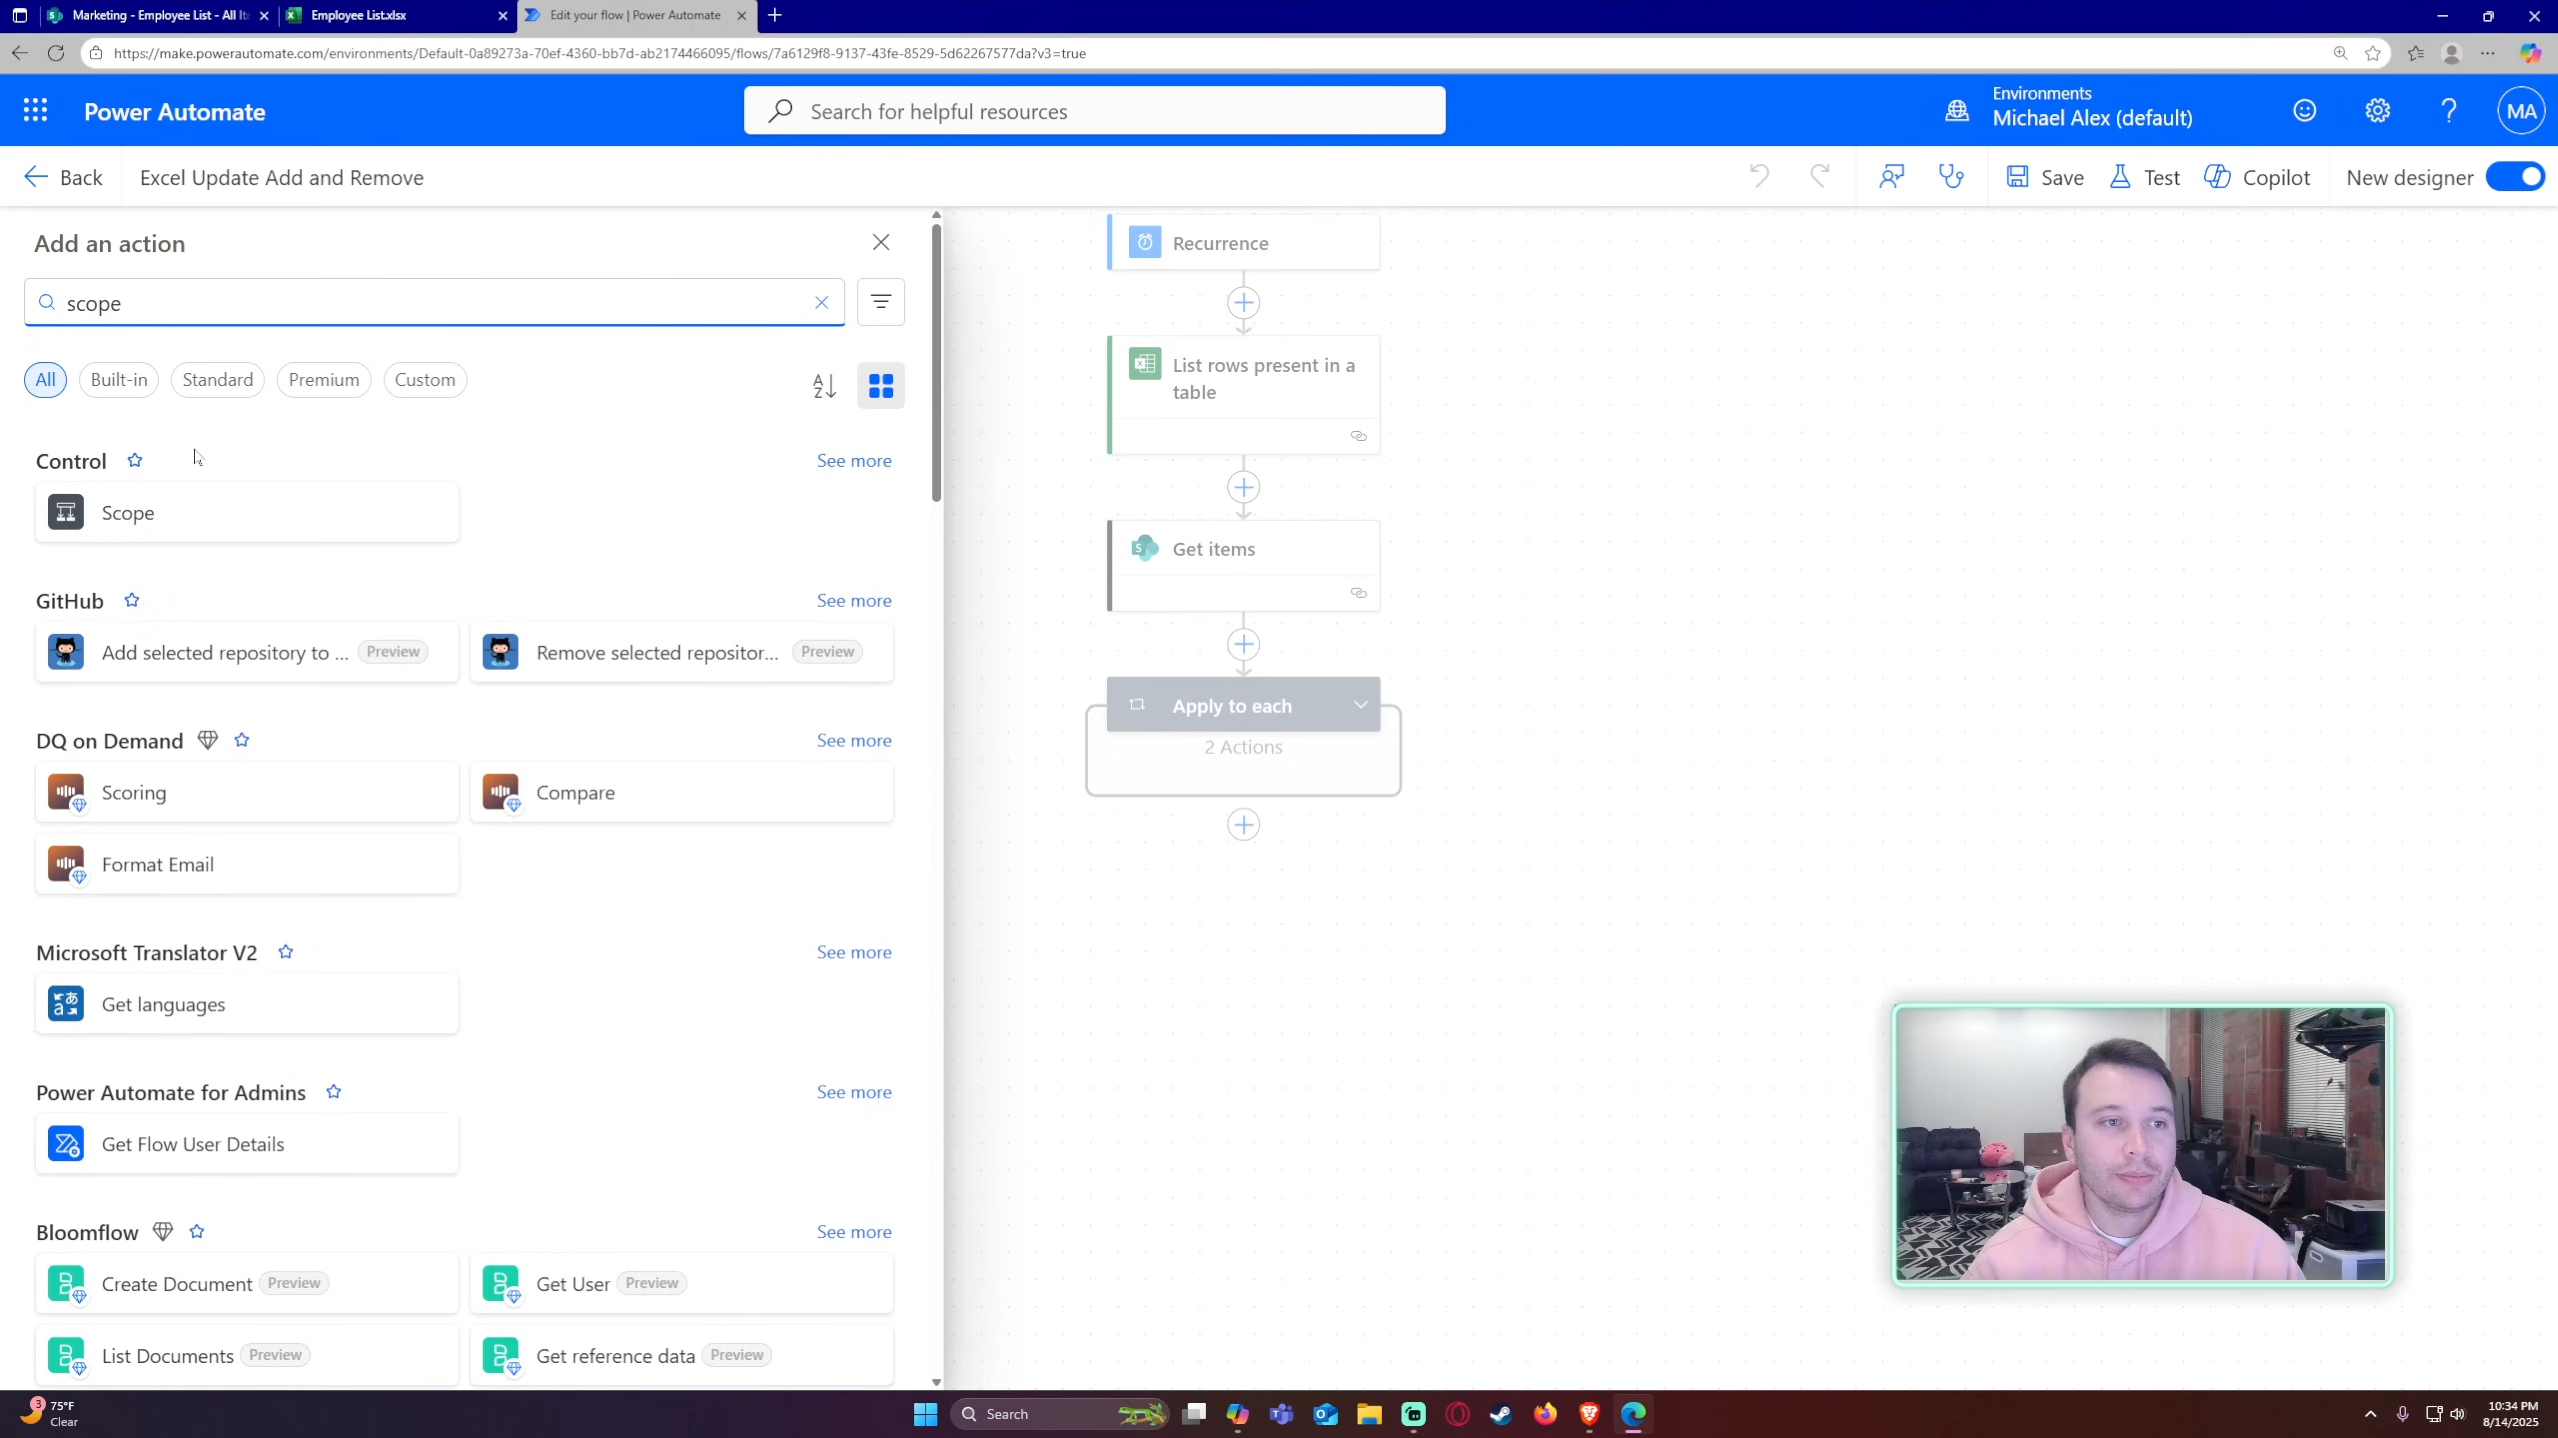 Marketing - Employee List - All It
Employee List.xlsx
Edit your flow | Power Automate
https://make.powerautomate.com/environments/Default-0a89273a-70ef-4360-bb7d-ab2174466095/flows/7a6129f8-9137-43fe-8529-5d62267577da?v3=true
Power Automate
Search for helpful resources
Environments
Michael Alex (default)
MA
Back
Excel Update Add and Remove
Save
Test
Copilot
New designer
Add an action
scope
All
Built-in
Standard
Premium
Custom
Control
See more
Scope
GitHub
See more
Add selected repository to ...
Preview
Remove selected repositor...
Preview
DQ on Demand
See more
Scoring
Compare
Format Email
Microsoft Translator V2
See more
Get languages
Power Automate for Admins
See more
Get Flow User Details
Bloomflow
See more
Create Document
Preview
Get User
Preview
List Documents
Preview
Get reference data
Preview
Recurrence
List rows present in a
table
Get items
Apply to each
2 Actions
3
75°F
Clear
Search
10:34 PM
8/14/2025